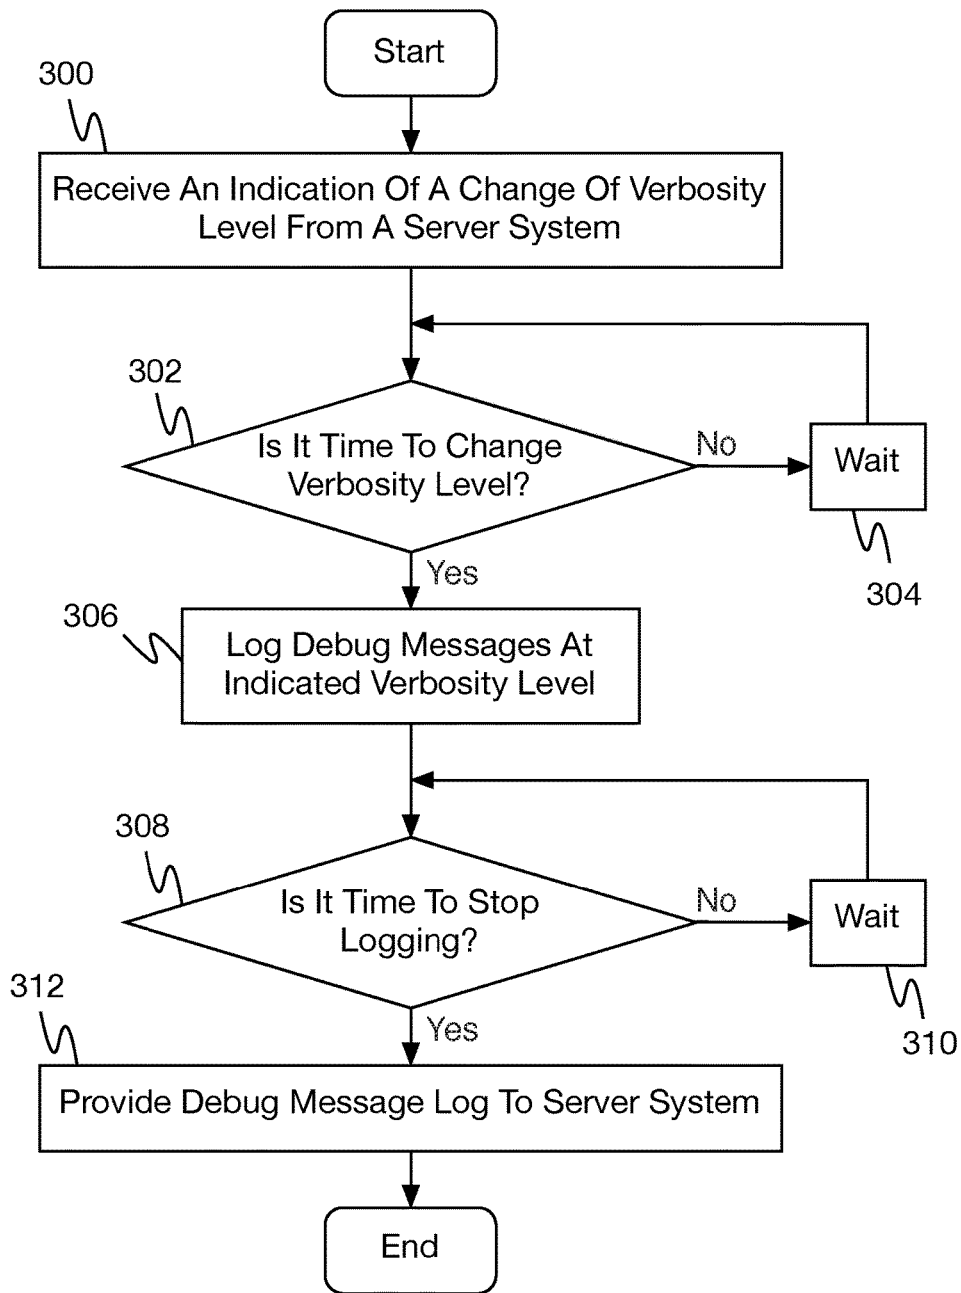 Start
300
Receive An Indication Of A Change Of Verbosity
Level From A Server System
302
Is It Time To Change
Verbosity Level?
No
Wait
304
Yes
306
Log Debug Messages At
Indicated Verbosity Level
308
Is It Time To Stop
Logging?
No
Wait
310
Yes
312
Provide Debug Message Log To Server System
End